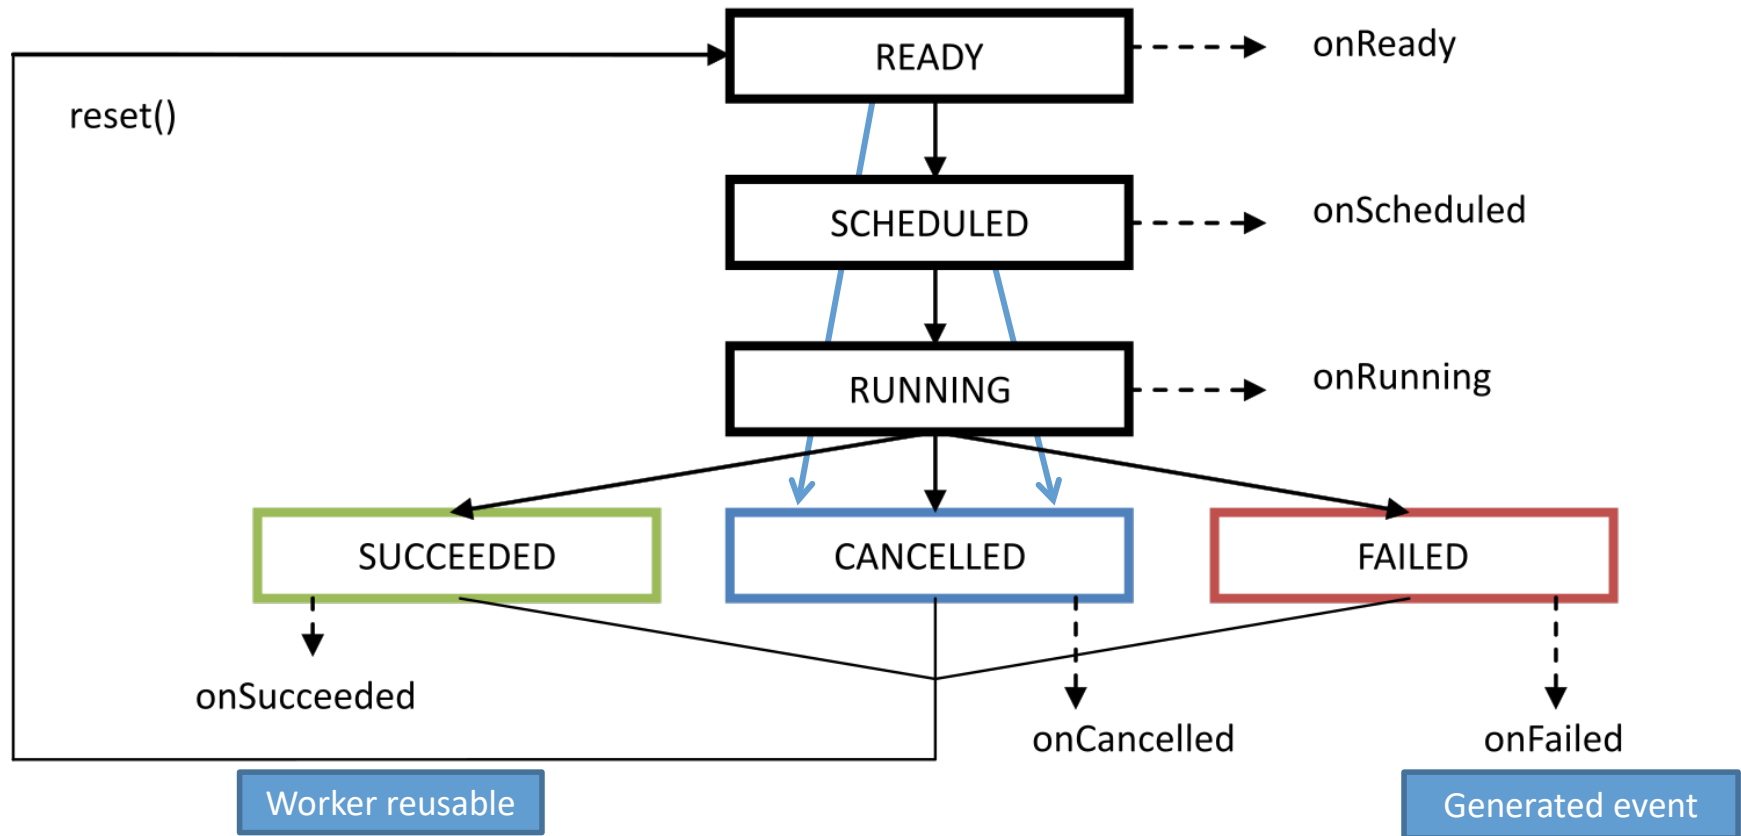 READY
onReady
reset()
SCHEDULED
onScheduled
RUNNING
onRunning
SUCCEEDED
CANCELLED
FAILED
onSucceeded
onCancelled
onFailed
Worker reusable
Generated event